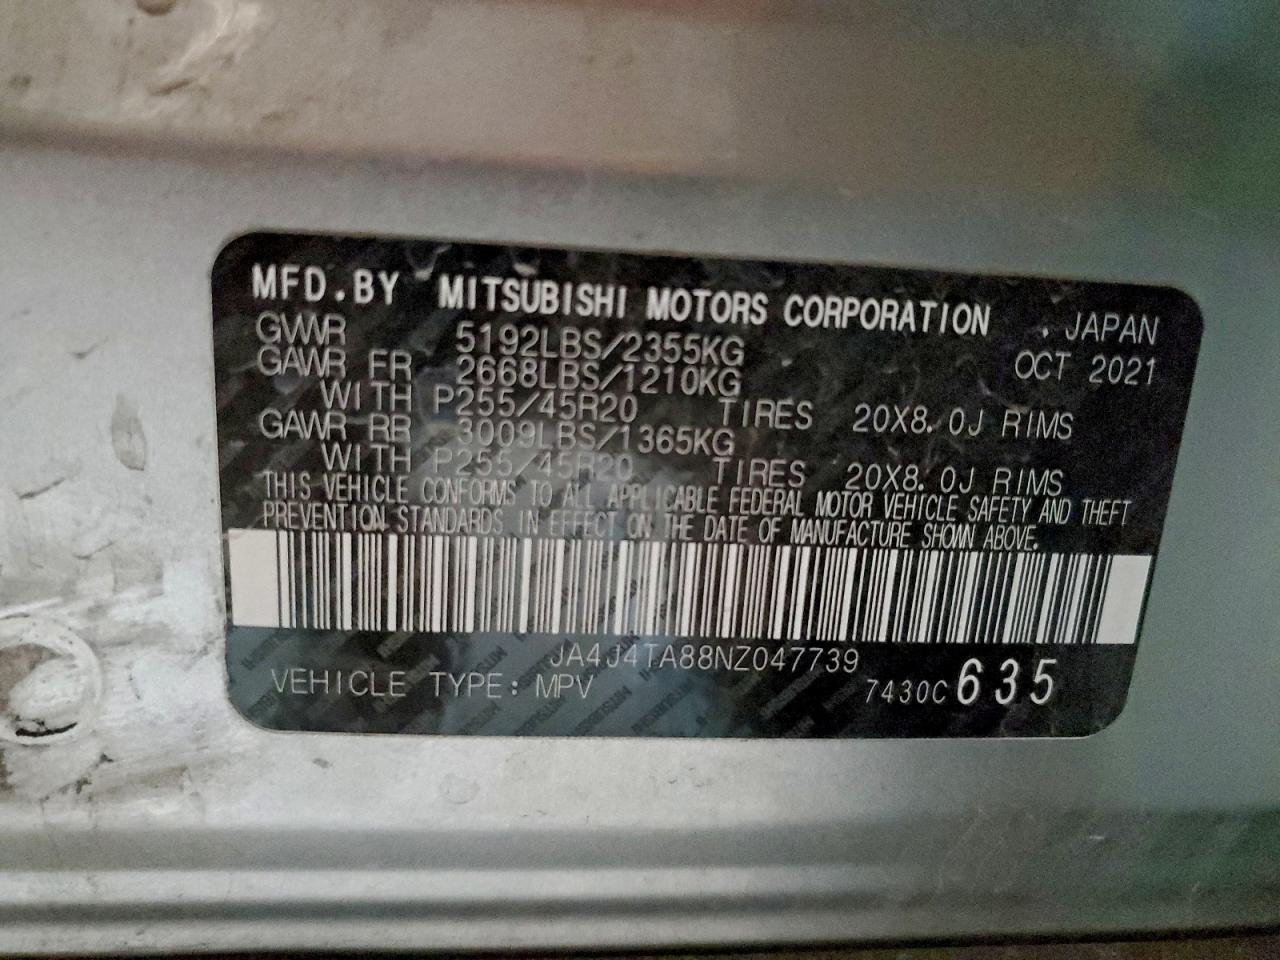 MFD.BY MITSUBISHI MOTORS CORPORATION , JAPAN
GVWR 5192LBS/2355KG OCT 2021
GAWR FR 2668LBS/1210KG
WITH P255/45R20 TIRES 20X8.0J RIMS
GAWR RR 3009LBS/1365KG
WITH P255/45R20 TIRES 20X8.0J RIMS
THIS VEHICLE CONFORMS TO ALL APPLICABLE FEDERAL MOTOR VEHICLE SAFETY AND THEFT
PREVENTION STANDARDS IN EFFECT ON THE DATE OF MANUFACTURE SHOWN ABOVE.
JA4J4TA88NZ047739
VEHICLE TYPE: MPV 7430C635